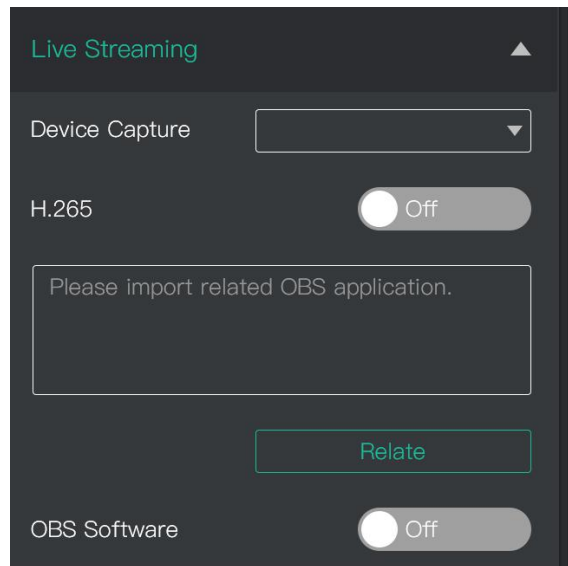 Live Streaming
Device Capture
H.265
Off
Please import related OBS application.
Relate
OBS Software
Off